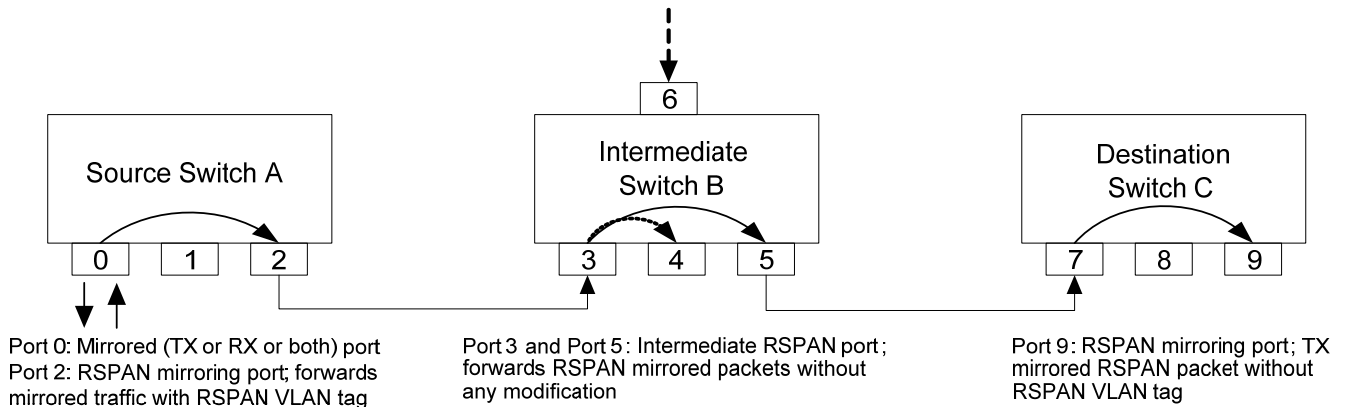 6
Source Switch A
Intermediate
Switch B
Destination
Switch C
0 1 2
3 4 5
7 8 9
Port 0: Mirrored (TX or RX or both) port
Port 2: RSPAN mirroring port; forwards
mirrored traffic with RSPAN VLAN tag
Port 3 and Port 5: Intermediate RSPAN port;
forwards RSPAN mirrored packets without
any modification
Port 9: RSPAN mirroring port; TX
mirrored RSPAN packet without
RSPAN VLAN tag